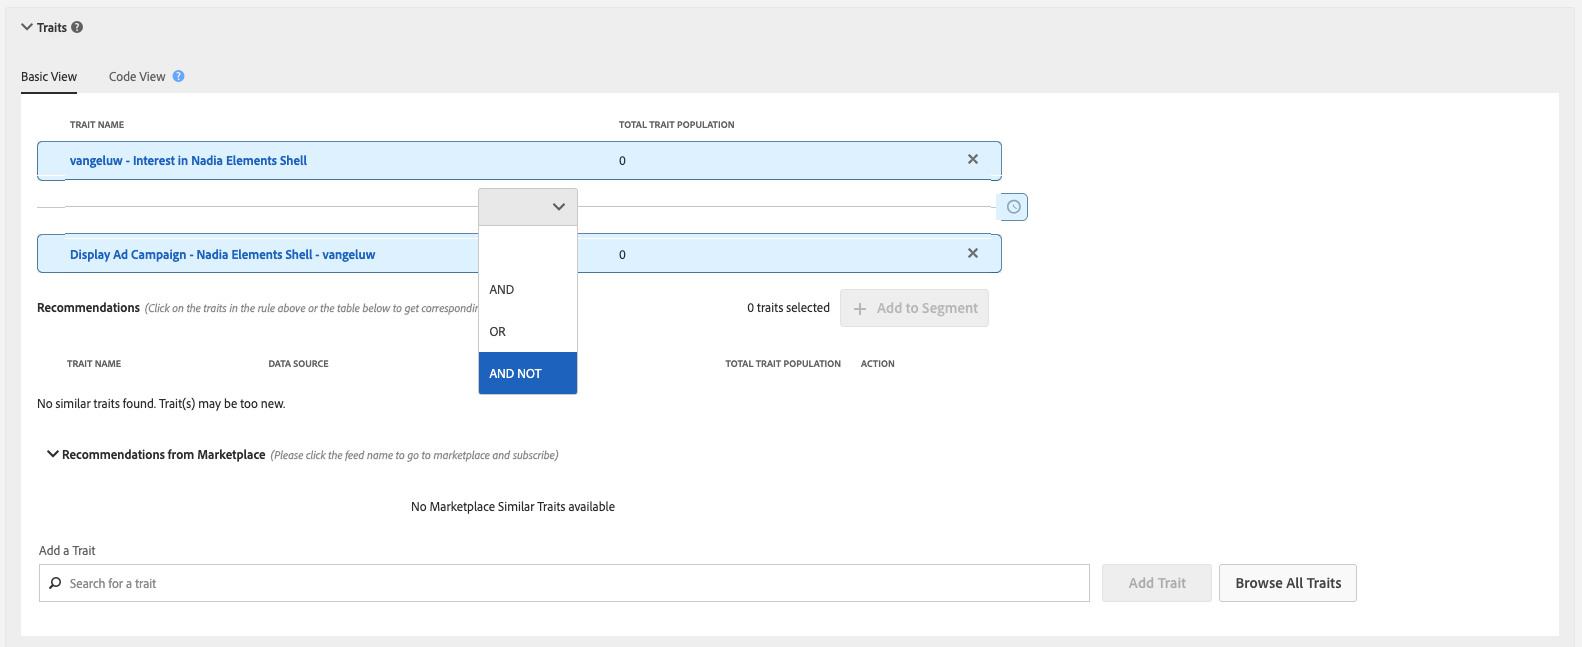 Traits
Basic View Code View
TRAIT NAME TOTAL TRAIT POPULATION
vangeluw - Interest in Nadia Elements Shell 0
Display Ad Campaign - Nadia Elements Shell - vangeluw 0
AND
OR
AND NOT
Recommendations (Click on the traits in the rule above or the table below to get 0 traits selected Add to Segment
TRAIT NAME DATA SOURCE TOTAL TRAIT POPULATION ACTION
No similar traits found. Trait(s) may be too new.
Recommendations from Marketplace (Please click the feed name to go to marketplace and subscribe)
No Marketplace Similar Traits available
Add a Trait
Search for a trait Add Trait Browse All Traits